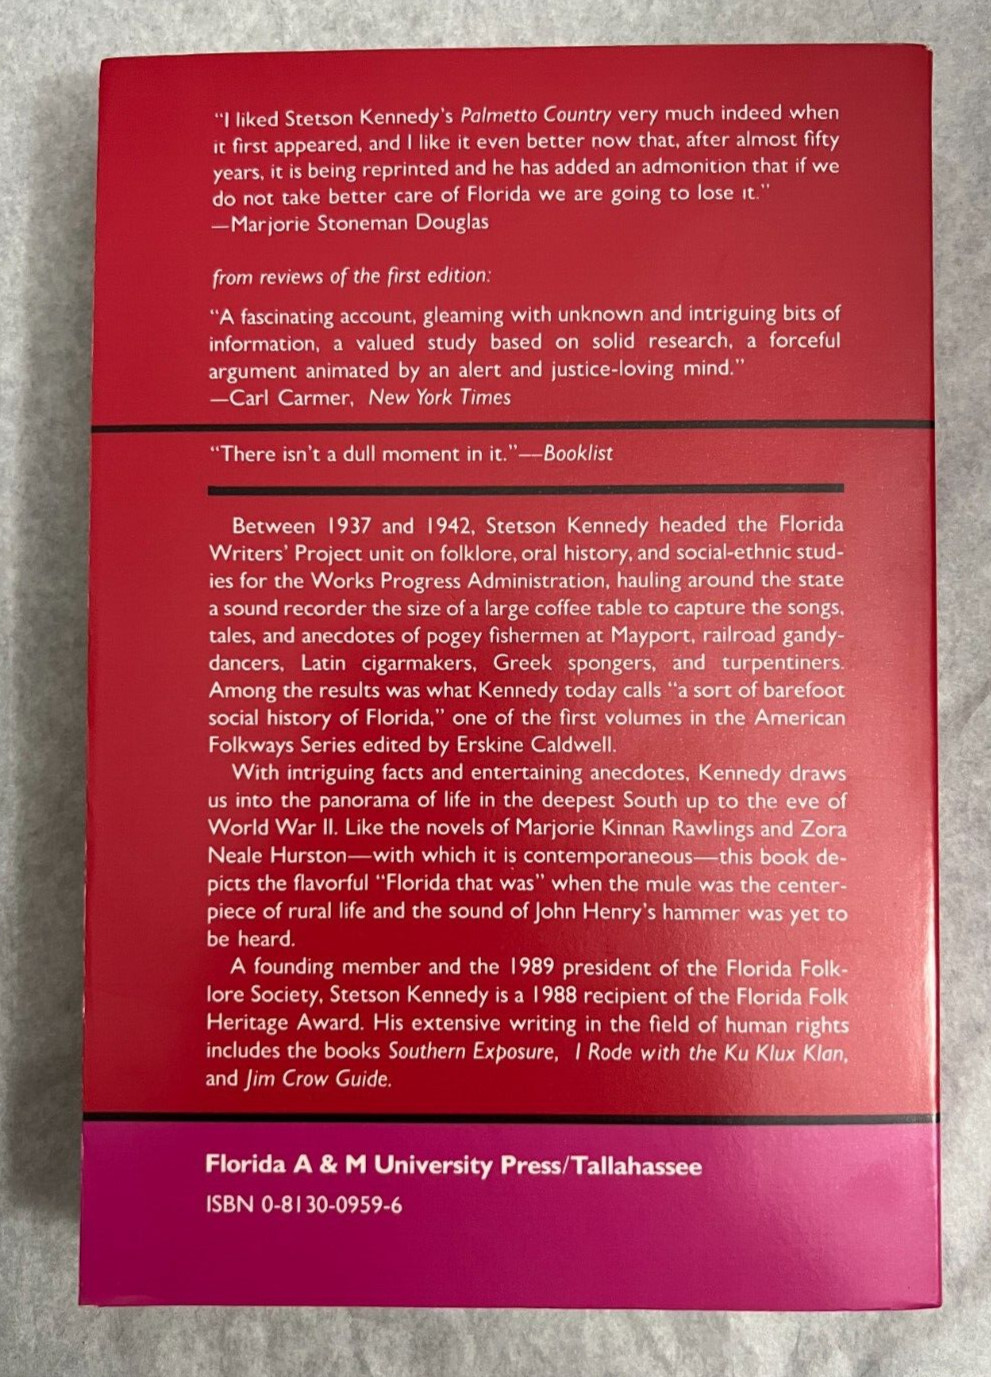 "I liked Stetson Kennedy's Palmetto Country very much indeed when
it first appeared, and I like it even better now that, after almost fifty
years, it is being reprinted and he has added an admonition that if we
do not take better care of Florida we are going to lose it."
—Marjorie Stoneman Douglas
from reviews of the first edition:
"A fascinating account, gleaming with unknown and intriguing bits of
information, a valued study based on solid research, a forceful
argument animated by an alert and justice-loving mind."
—Carl Carmer, New York Times
"There isn't a dull moment in it."—Booklist
Between 1937 and 1942, Stetson Kennedy headed the Florida
Writers' Project unit on folklore, oral history, and social-ethnic stud-
ies for the Works Progress Administration, hauling around the state
a sound recorder the size of a large coffee table to capture the songs,
tales, and anecdotes of pogey fishermen at Mayport, railroad gandy-
dancers, Latin cigarmakers, Greek spongers, and turpentiners.
Among the results was what Kennedy today calls "a sort of barefoot
social history of Florida," one of the first volumes in the American
Folkways Series edited by Erskine Caldwell.
With intriguing facts and entertaining anecdotes, Kennedy draws
us into the panorama of life in the deepest South up to the eve of
World War II. Like the novels of Marjorie Kinnan Rawlings and Zora
Neale Hurston—with which it is contemporaneous—this book de-
picts the flavorful "Florida that was" when the mule was the center-
piece of rural life and the sound of John Henry's hammer was yet to
be heard.
A founding member and the 1989 president of the Florida Folk-
lore Society, Stetson Kennedy is a 1988 recipient of the Florida Folk
Heritage Award. His extensive writing in the field of human rights
includes the books Southern Exposure, I Rode with the Ku Klux Klan,
and Jim Crow Guide.
Florida A & M University Press/Tallahassee
ISBN 0-8130-0959-6